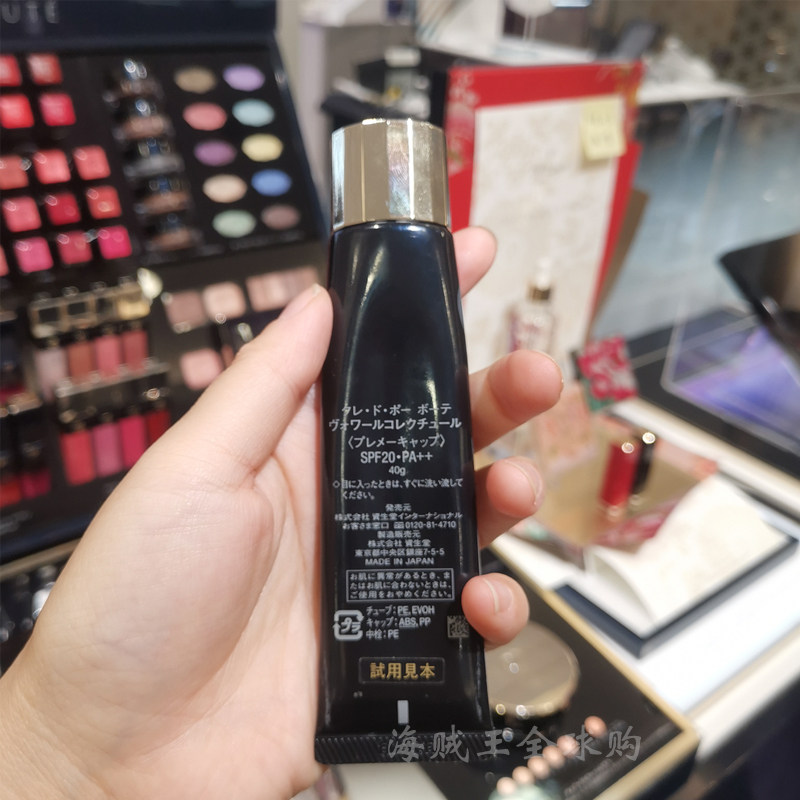 UTE
クレ・ド・ポー ボーテ
ヴォワールコレクチュール
〈プレメーキャップ〉
SPF20・PA++
40g
◇目に入ったときは、すぐに洗い流して
ください。
発売元
株式会社 資生堂インターナショナル
お客さま窓口 0120-81-4710
製造販売元
株式会社 資生堂
東京都中央区銀座7-5-5
MADE IN JAPAN
お肌に異常があるとき、ま
たはお肌に合わないときは、
ご使用をおやめください。
プラ
チューブ:PE,EVOH
キャップ:ABS,PP
中栓:PE
試用見本
海贼王全球购